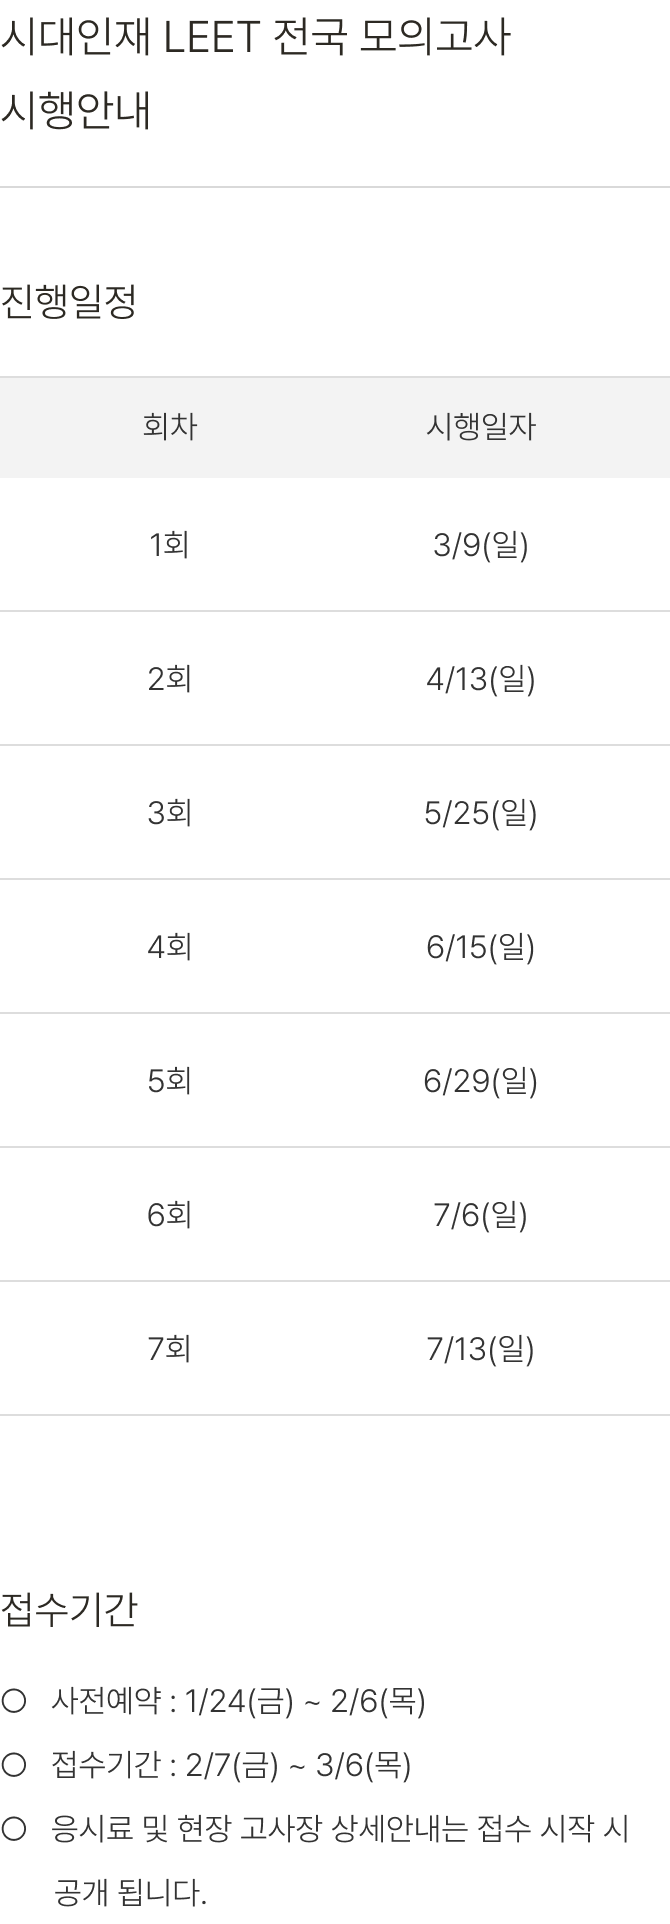 시대인재 LEET 전국 모의고사
시행안내
진행일정
회차 시행일자
1회 3/9(일)
2회 4/13(일)
3회 5/25(일)
4회 6/15(일)
5회 6/29(일)
6회 7/6(일)
7회 7/13(일)
접수기간
○ 사전예약 : 1/24(금) ~ 2/6(목)
○ 접수기간 : 2/7(금) ~ 3/6(목)
○ 응시료 및 현장 고사장 상세안내는 접수 시작 시
공개 됩니다.